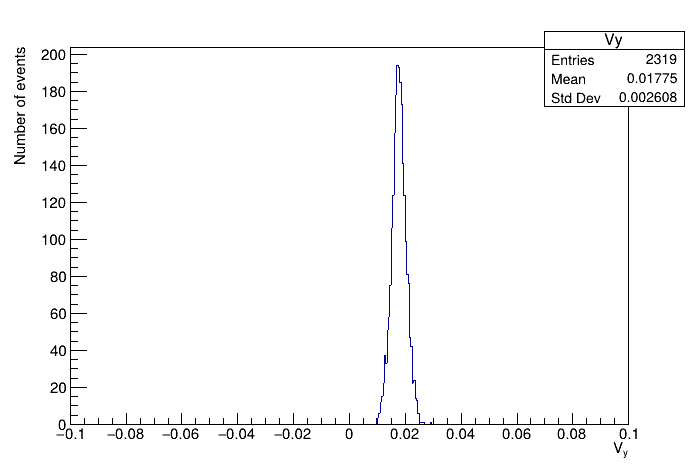 Vy
Entries 2319
Mean 0.01775
Std Dev 0.002608
Number of events
200
180
160
140
120
100
80
60
40
20
0
−0.1 −0.08 −0.06 −0.04 −0.02 0 0.02 0.04 0.06 0.08 0.1
Vy